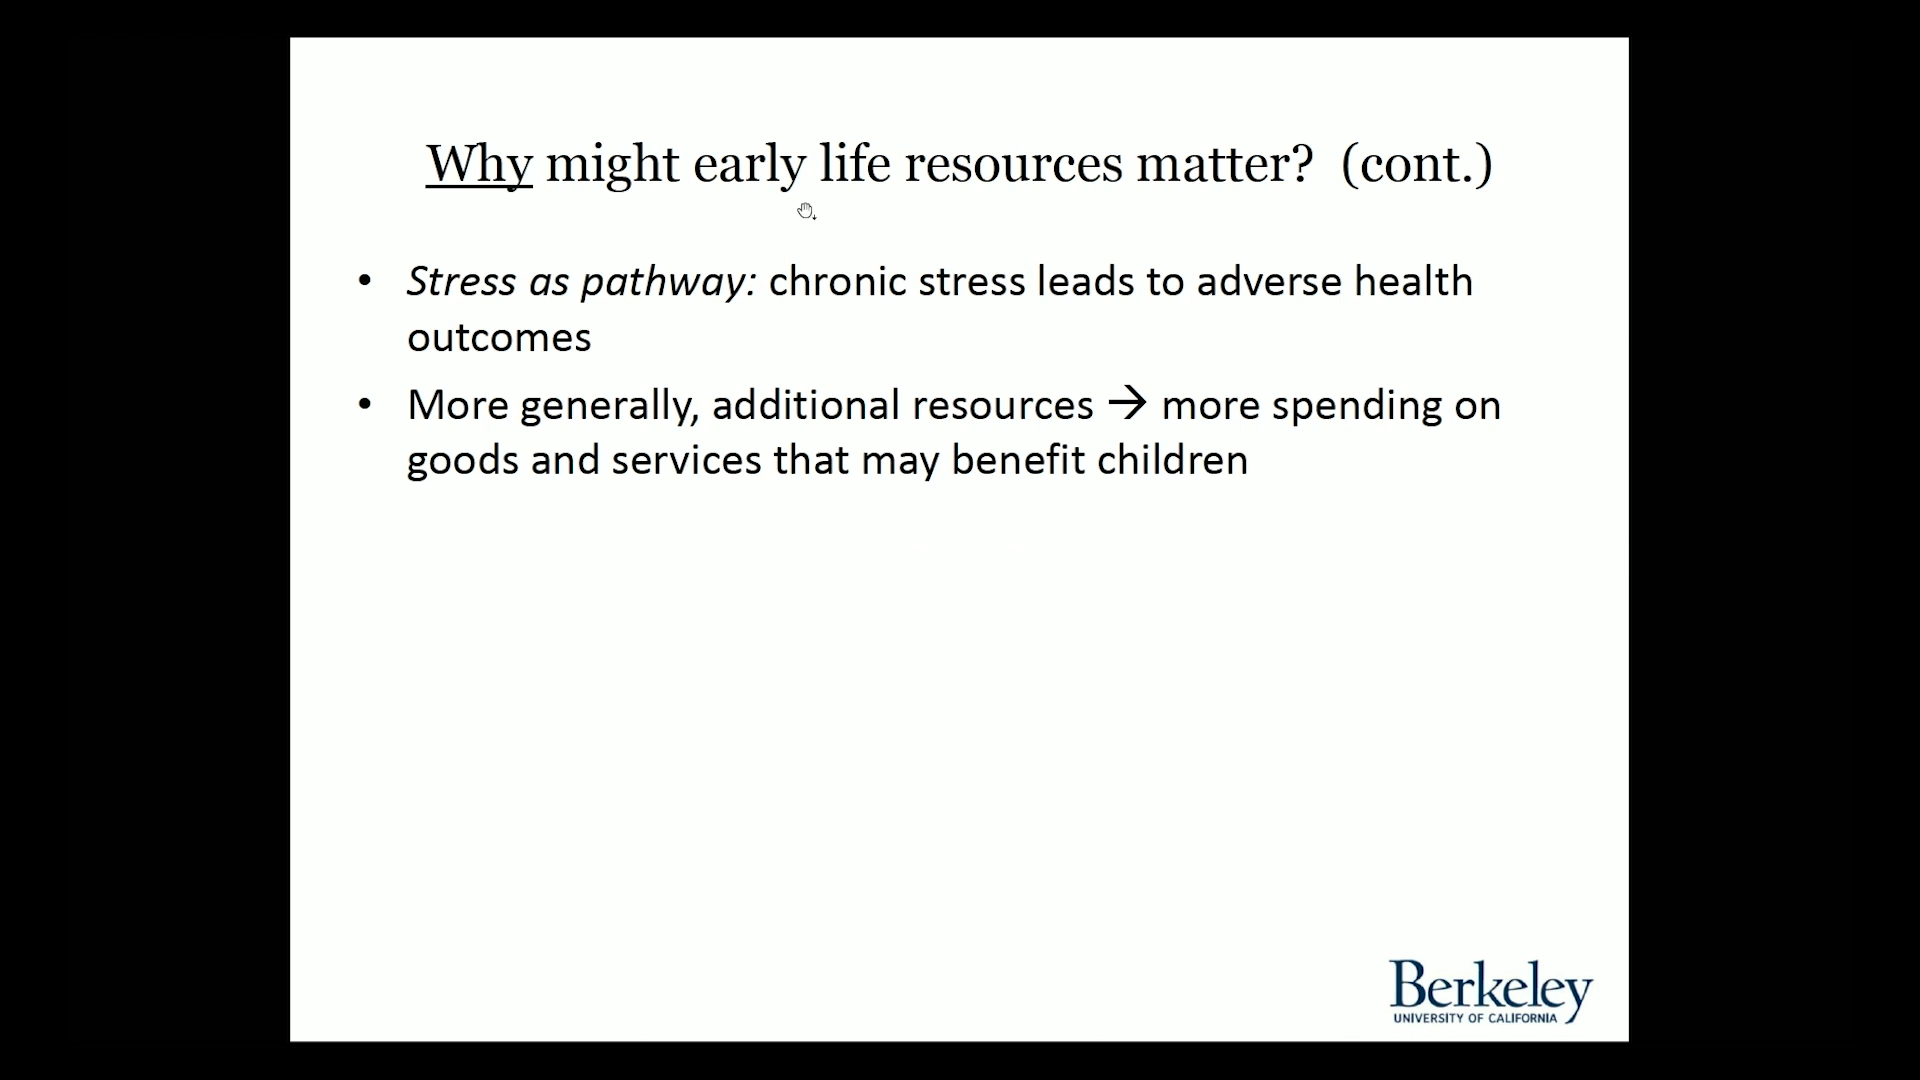 Why might early life resources matter?  (cont.)
• Stress as pathway: chronic stress leads to adverse health
outcomes
• More generally, additional resources → more spending on
goods and services that may benefit children
Berkeley
UNIVERSITY OF CALIFORNIA